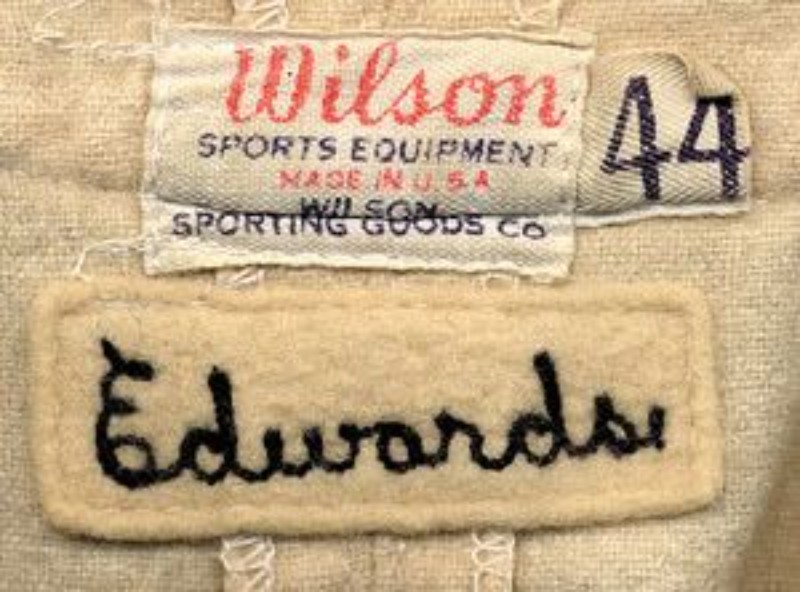 Wilson
44
SPORTS EQUIPMENT
MADE IN U.S.A
WILSON
SPORTING GOODS CO
Edwards